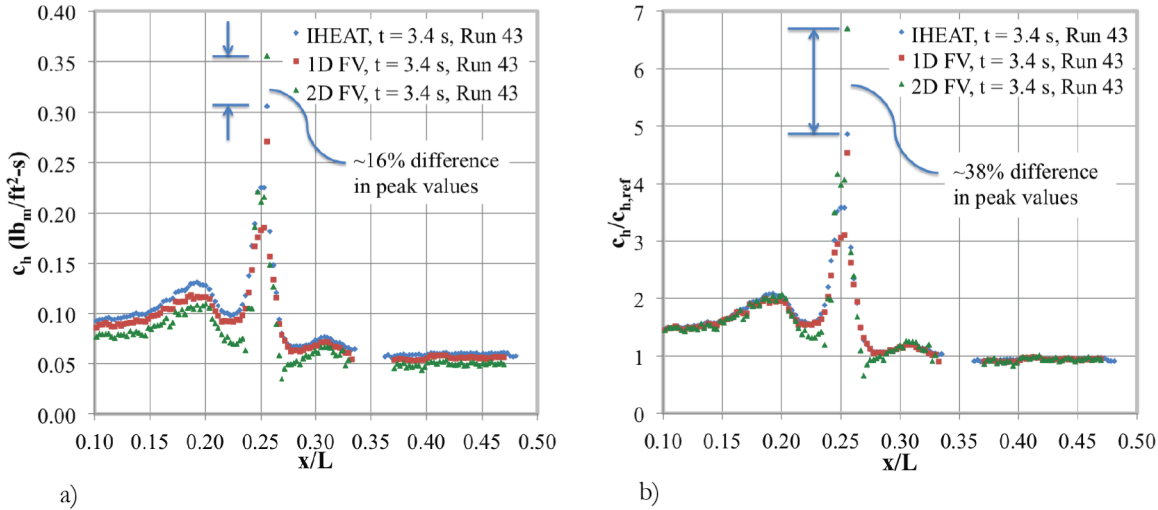 a)
c_h (lb_m/ft²-s)
0.40
0.35
0.30
0.25
0.20
0.15
0.10
0.05
0.00
IHEAT, t = 3.4 s, Run 43
1D FV, t = 3.4 s, Run 43
2D FV, t = 3.4 s, Run 43
~16% difference
in peak values
0.10 0.15 0.20 0.25 0.30 0.35 0.40 0.45 0.50
x/L
b)
c_h/c_h,ref
7
6
5
4
3
2
1
0
IHEAT, t = 3.4 s, Run 43
1D FV, t = 3.4 s, Run 43
2D FV, t = 3.4 s, Run 43
~38% difference
in peak values
0.10 0.15 0.20 0.25 0.30 0.35 0.40 0.45 0.50
x/L